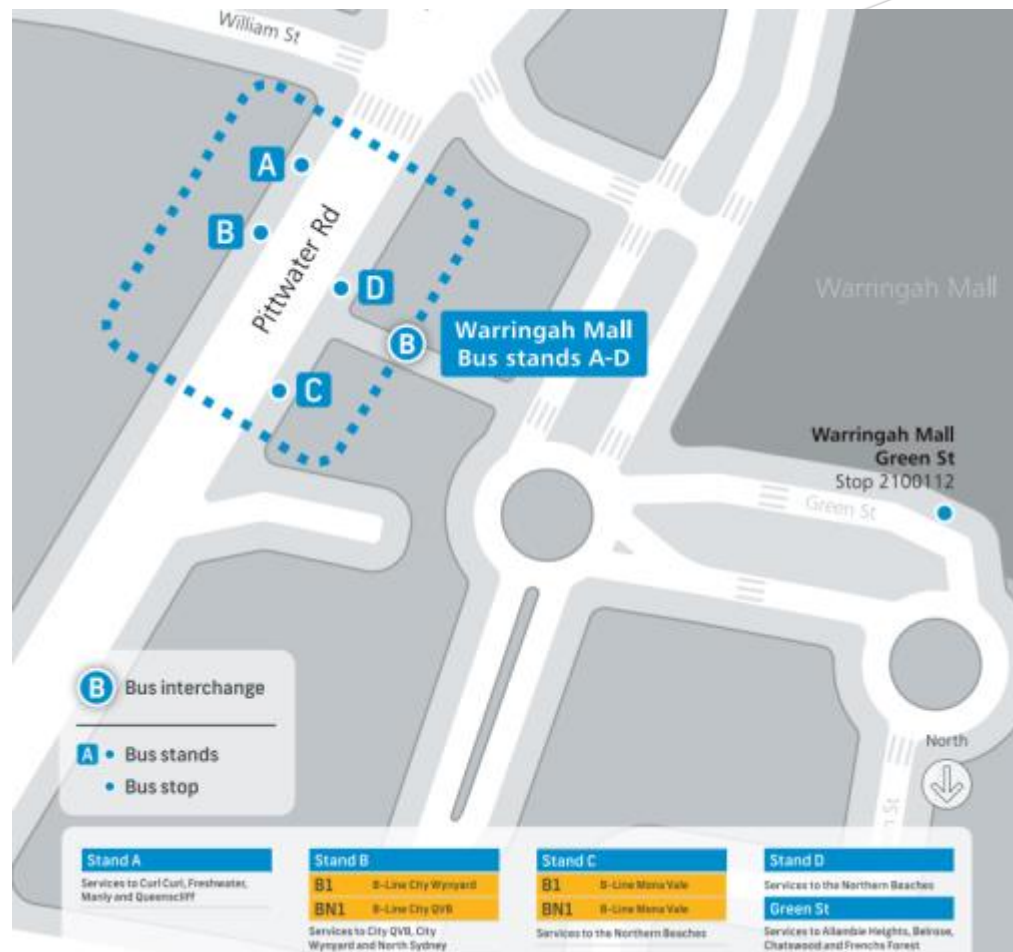 William St
A
B
Pittwater Rd
D
B
Warringah Mall
Bus stands A-D
C
Warringah Mall
Warringah Mall
Green St
Stop 2100112
Green St
B Bus interchange
A Bus stands
Bus stop
North
St
Stand A
Services to Curl Curl, Freshwater,
Manly and Queenscliff
Stand B
B1 B-Line City Wynyard
BN1 B-Line City QVB
Services to City QVB, City
Wynyard and North Sydney
Stand C
B1 B-Line Mona Vale
BN1 B-Line Mona Vale
Services to the Northern Beaches
Stand D
Services to the Northern Beaches
Green St
Services to Allambie Heights, Belrose,
Chatswood and Frenchs Forest